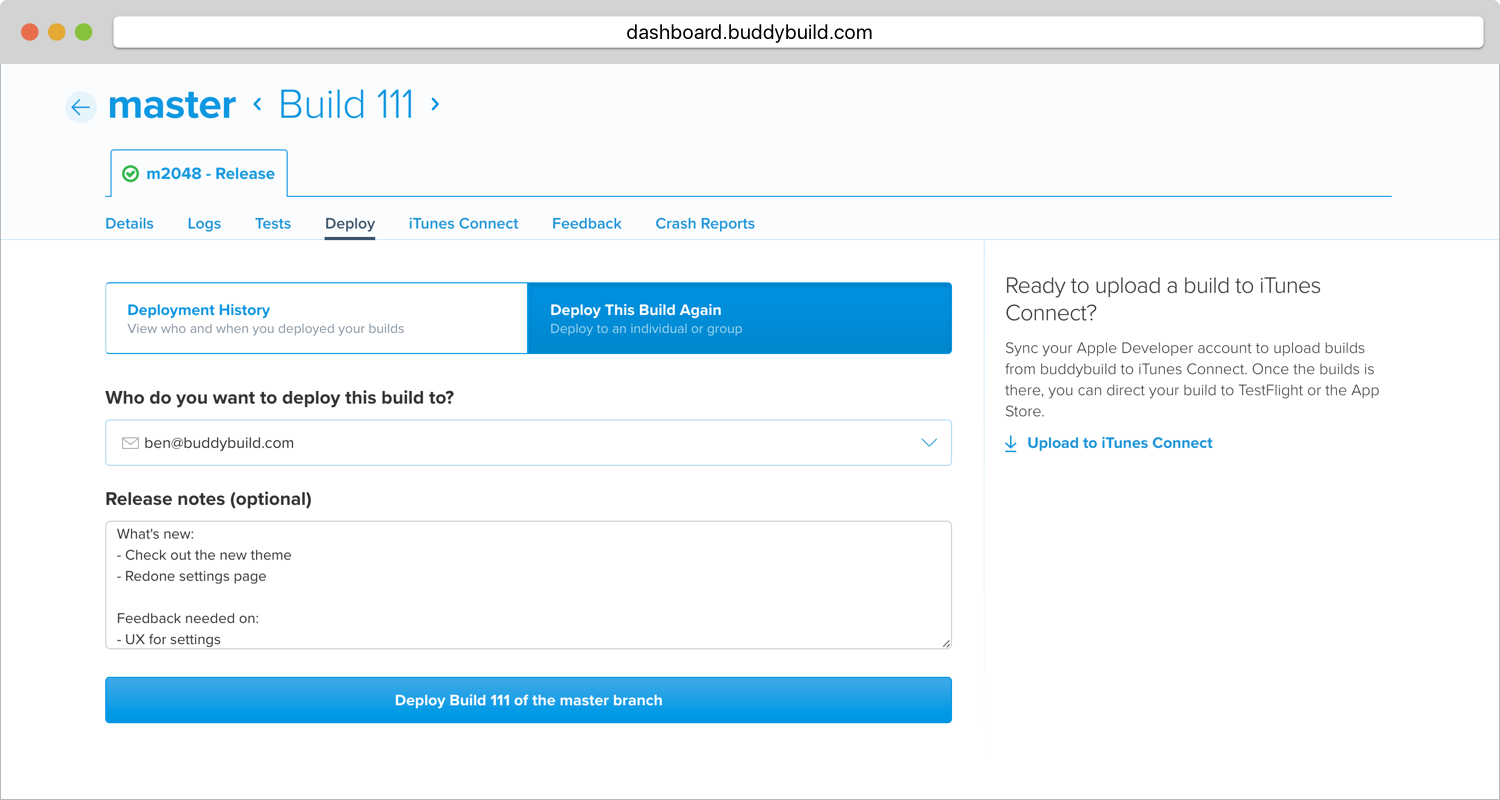 dashboard.buddybuild.com
master < Build 111 >
m2048 - Release
Details Logs Tests Deploy iTunes Connect Feedback Crash Reports
Deployment History
View who and when you deployed your builds
Deploy This Build Again
Deploy to an individual or group
Who do you want to deploy this build to?
ben@buddybuild.com
Release notes (optional)
What's new:
- Check out the new theme
- Redone settings page
Feedback needed on:
- UX for settings
Deploy Build 111 of the master branch
Ready to upload a build to iTunes
Connect?
Sync your Apple Developer account to upload builds
from buddybuild to iTunes Connect. Once the builds is
there, you can direct your build to TestFlight or the App
Store.
Upload to iTunes Connect